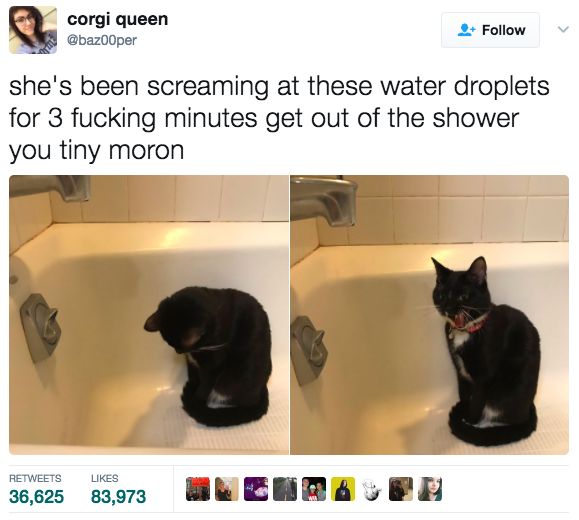 corgi queen
@baz00per
Follow
she's been screaming at these water droplets
for 3 fucking minutes get out of the shower
you tiny moron
RETWEETS LIKES
36,625 83,973